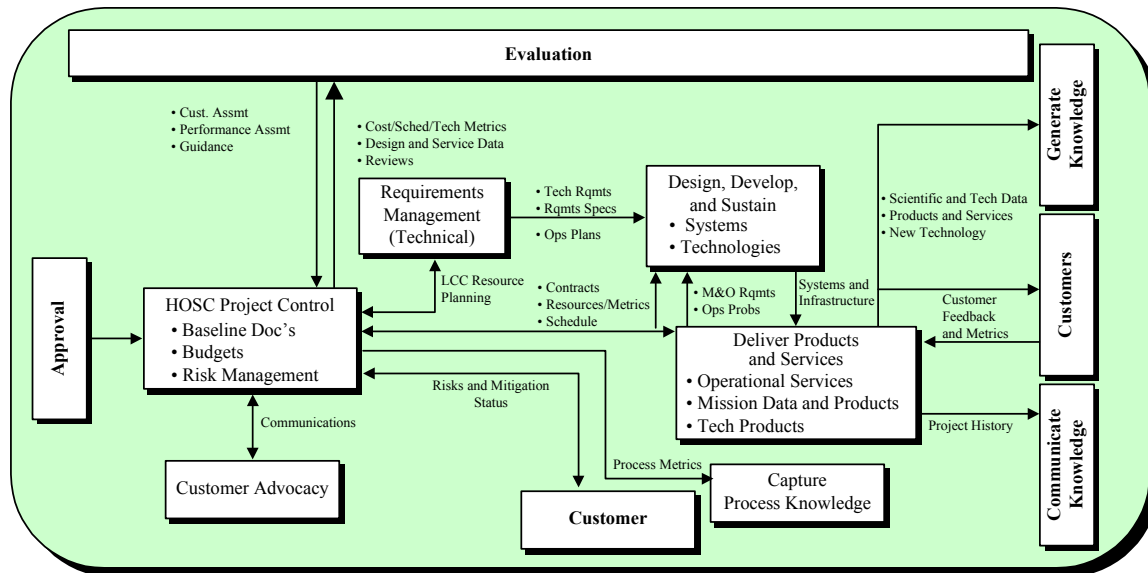 Evaluation
• Cust. Assmt
• Performance Assmt
• Guidance
• Cost/Sched/Tech Metrics
• Design and Service Data
• Reviews
Generate
Knowledge
Requirements
Management
(Technical)
• Tech Rqmts
• Rqmts Specs
• Ops Plans
Design, Develop,
and Sustain
• Systems
• Technologies
• Scientific and Tech Data
• Products and Services
• New Technology
Approval
HOSC Project Control
• Baseline Doc's
• Budgets
• Risk Management
LCC Resource
Planning
• Contracts
• Resources/Metrics
• Schedule
• M&O Rqmts
• Ops Probs
Systems and
Infrastructure
Customer
Feedback
and Metrics
Customers
Deliver Products
and Services
• Operational Services
• Mission Data and Products
• Tech Products
Risks and Mitigation
Status
Communications
Project History
Communicate
Knowledge
Customer Advocacy
Process Metrics
Customer
Capture
Process Knowledge